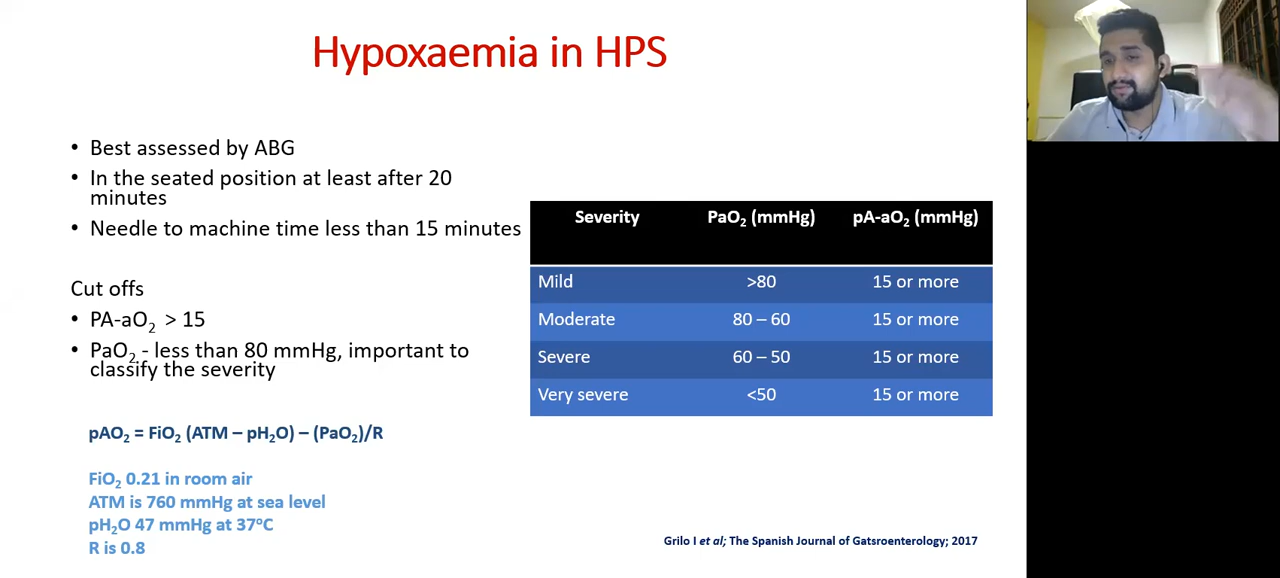 Hypoxaemia in HPS
• Best assessed by ABG
• In the seated position at least after 20
minutes
• Needle to machine time less than 15 minutes
Cut offs
• PA-aO₂ > 15
• PaO₂ - less than 80 mmHg, important to
classify the severity
pAO₂ = FiO₂ (ATM – pH₂O) – (PaO₂)/R
FiO₂ 0.21 in room air
ATM is 760 mmHg at sea level
pH₂O 47 mmHg at 37°C
R is 0.8
Severity PaO₂ (mmHg) pA-aO₂ (mmHg)
Mild >80 15 or more
Moderate 80 – 60 15 or more
Severe 60 – 50 15 or more
Very severe <50 15 or more
Grilo I et al; The Spanish Journal of Gatsroenterology; 2017